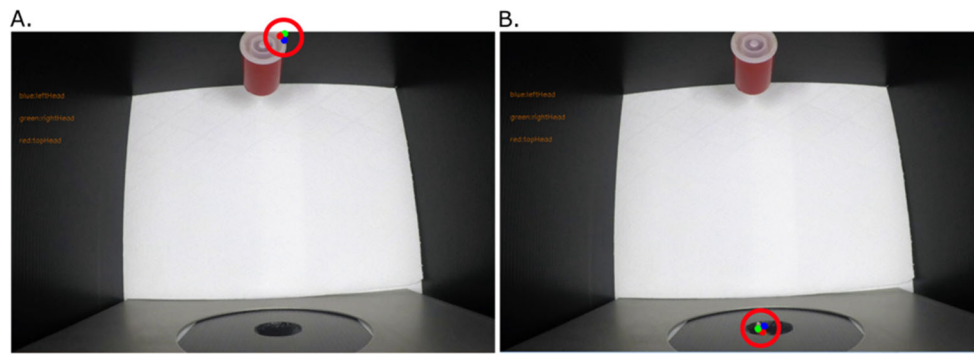 A.
blue:leftHead
green:rightHead
red:topHead
B.
blue:leftHead
green:rightHead
red:topHead